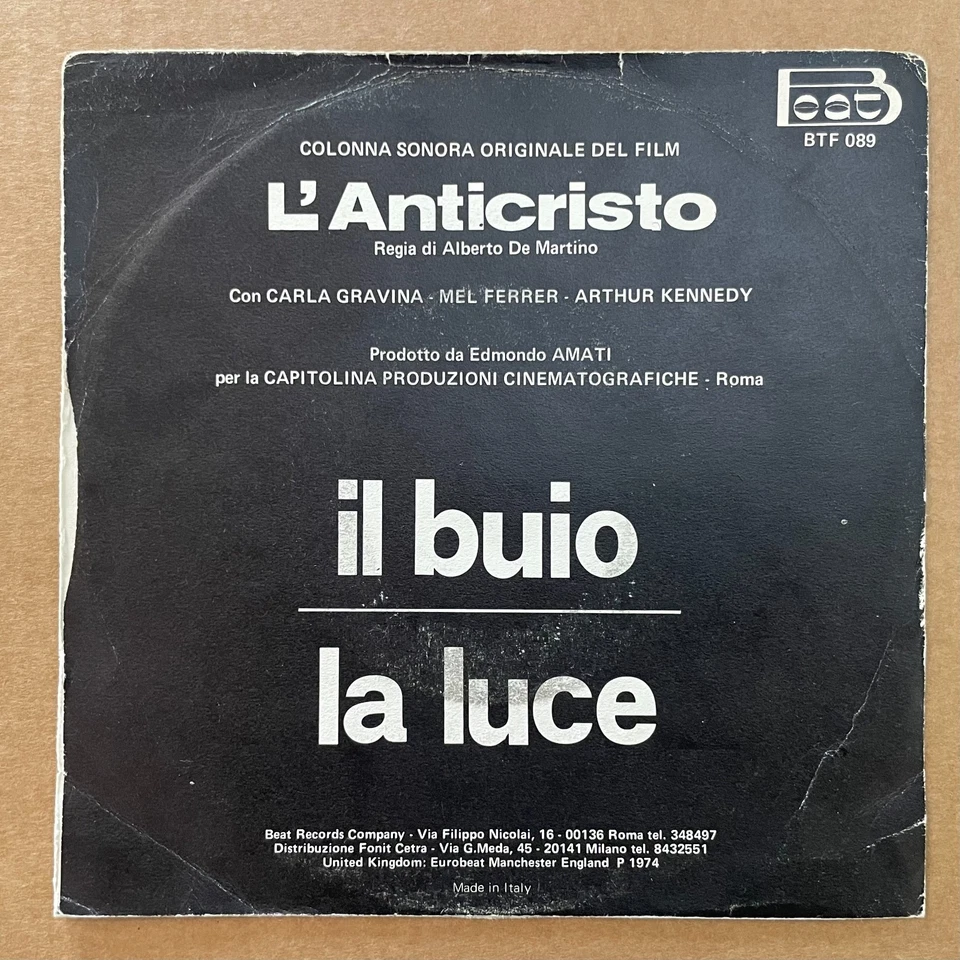 Beat
BTF 089
COLONNA SONORA ORIGINALE DEL FILM
L'Anticristo
Regia di Alberto De Martino
Con CARLA GRAVINA - MEL FERRER - ARTHUR KENNEDY
Prodotto da Edmondo AMATI
per la CAPITOLINA PRODUZIONI CINEMATOGRAFICHE - Roma
il buio
la luce
Beat Records Company - Via Filippo Nicolai, 16 - 00136 Roma tel. 348497
Distribuzione Fonit Cetra - Via G.Meda, 45 - 20141 Milano tel. 8432551
United Kingdom: Eurobeat Manchester England P 1974
Made in Italy